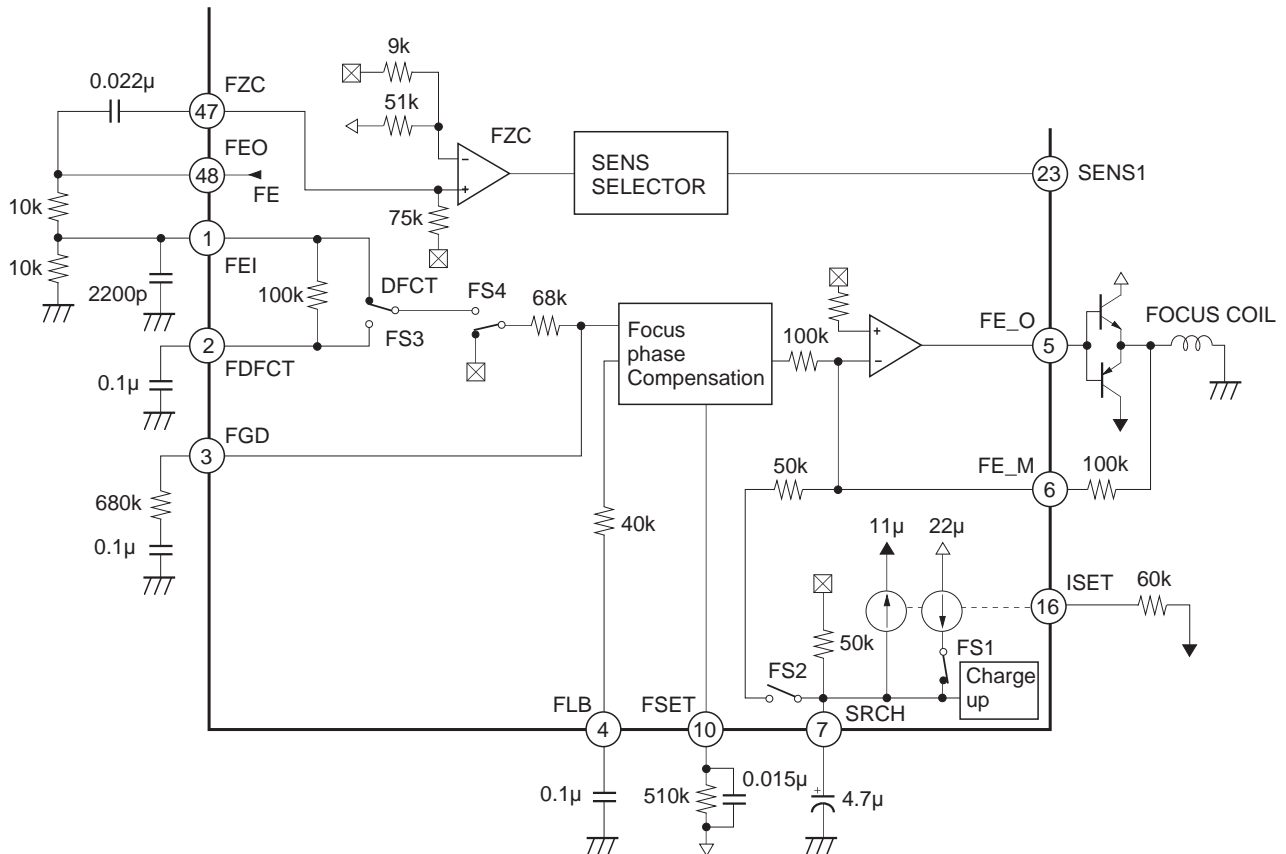 9k
0.022µ
FZC
47
51k
FZC
FEO
48
FE
SENS
SELECTOR
23
SENS1
10k
75k
1
FEI
10k
2200p
100k
DFCT
FS4
68k
FS3
2
FDFCT
0.1µ
Focus
phase
Compensation
100k
FE_O
5
FOCUS COIL
FGD
3
680k
0.1µ
40k
50k
FE_M
6
100k
11µ
22µ
ISET
16
60k
50k
FS1
FS2
Charge
up
FLB
4
FSET
10
SRCH
7
0.1µ
510k
0.015µ
+
4.7µ
−
+
+
−